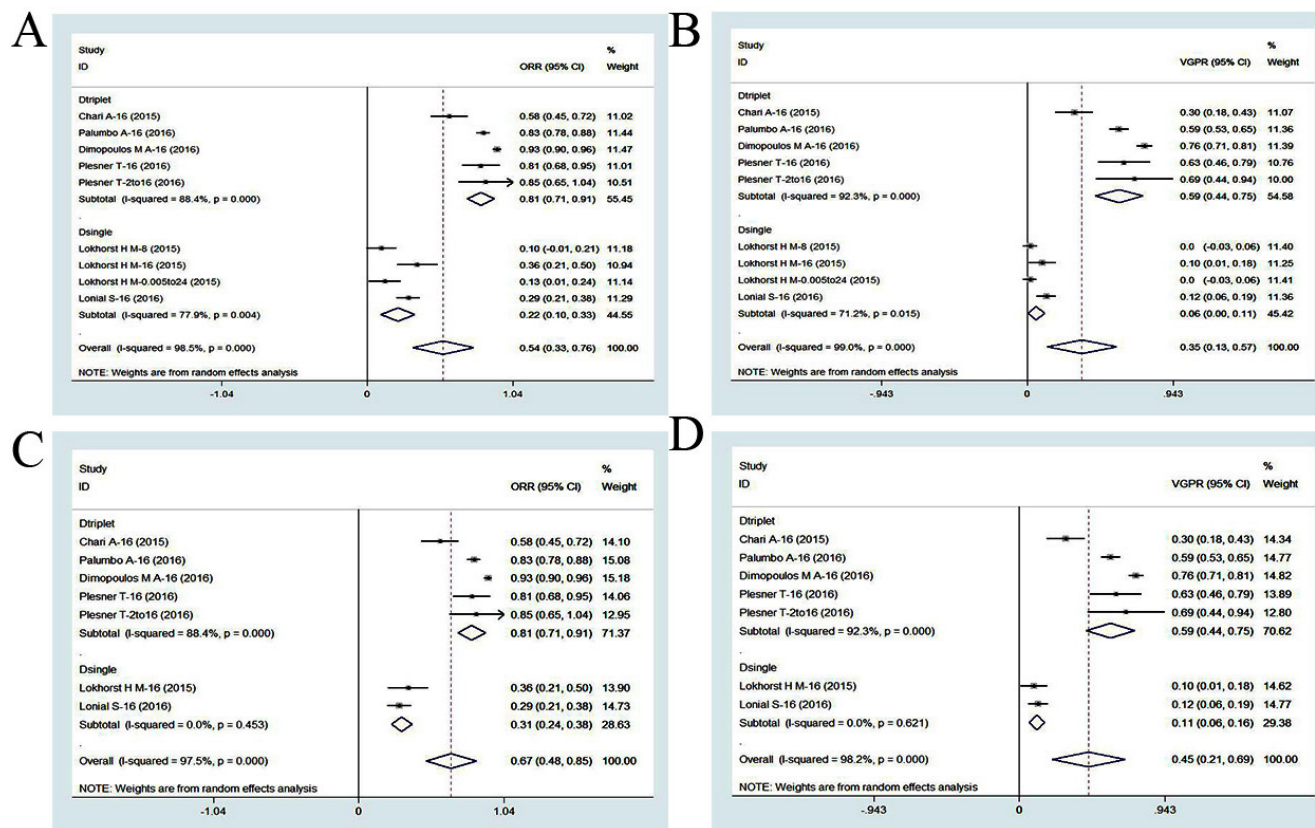 A
Study %
ID ORR (95% CI) Weight
Dtriplet
Chari A-16 (2015) 0.58 (0.45, 0.72) 11.02
Palumbo A-16 (2016) 0.83 (0.78, 0.88) 11.44
Dimopoulos M A-16 (2016) 0.93 (0.90, 0.96) 11.47
Plesner T-16 (2016) 0.81 (0.68, 0.95) 11.01
Plesner T-2to16 (2016) 0.85 (0.65, 1.04) 10.51
Subtotal (I-squared = 88.4%, p = 0.000) 0.81 (0.71, 0.91) 55.45
.
Dsingle
Lokhorst H M-8 (2015) 0.10 (-0.01, 0.21) 11.18
Lokhorst H M-16 (2015) 0.36 (0.21, 0.50) 10.94
Lokhorst H M-0.005to24 (2015) 0.13 (0.01, 0.24) 11.14
Lonial S-16 (2016) 0.29 (0.21, 0.38) 11.29
Subtotal (I-squared = 77.9%, p = 0.004) 0.22 (0.10, 0.33) 44.55
.
Overall (I-squared = 98.5%, p = 0.000) 0.54 (0.33, 0.76) 100.00
NOTE: Weights are from random effects analysis
-1.04 0 1.04
B
Study %
ID VGPR (95% CI) Weight
Dtriplet
Chari A-16 (2015) 0.30 (0.18, 0.43) 11.07
Palumbo A-16 (2016) 0.59 (0.53, 0.65) 11.36
Dimopoulos M A-16 (2016) 0.76 (0.71, 0.81) 11.39
Plesner T-16 (2016) 0.63 (0.46, 0.79) 10.76
Plesner T-2to16 (2016) 0.69 (0.44, 0.94) 10.00
Subtotal (I-squared = 92.3%, p = 0.000) 0.59 (0.44, 0.75) 54.58
.
Dsingle
Lokhorst H M-8 (2015) 0.0 (-0.03, 0.06) 11.40
Lokhorst H M-16 (2015) 0.10 (0.01, 0.18) 11.25
Lokhorst H M-0.005to24 (2015) 0.0 (-0.03, 0.06) 11.41
Lonial S-16 (2016) 0.12 (0.06, 0.19) 11.36
Subtotal (I-squared = 71.2%, p = 0.015) 0.06 (0.00, 0.11) 45.42
.
Overall (I-squared = 99.0%, p = 0.000) 0.35 (0.13, 0.57) 100.00
NOTE: Weights are from random effects analysis
-.943 0 .943
C
Study %
ID ORR (95% CI) Weight
Dtriplet
Chari A-16 (2015) 0.58 (0.45, 0.72) 14.10
Palumbo A-16 (2016) 0.83 (0.78, 0.88) 15.08
Dimopoulos M A-16 (2016) 0.93 (0.90, 0.96) 15.18
Plesner T-16 (2016) 0.81 (0.68, 0.95) 14.06
Plesner T-2to16 (2016) 0.85 (0.65, 1.04) 12.95
Subtotal (I-squared = 88.4%, p = 0.000) 0.81 (0.71, 0.91) 71.37
.
Dsingle
Lokhorst H M-16 (2015) 0.36 (0.21, 0.50) 13.90
Lonial S-16 (2016) 0.29 (0.21, 0.38) 14.73
Subtotal (I-squared = 0.0%, p = 0.453) 0.31 (0.24, 0.38) 28.63
.
Overall (I-squared = 97.5%, p = 0.000) 0.67 (0.48, 0.85) 100.00
NOTE: Weights are from random effects analysis
-1.04 0 1.04
D
Study %
ID VGPR (95% CI) Weight
Dtriplet
Chari A-16 (2015) 0.30 (0.18, 0.43) 14.34
Palumbo A-16 (2016) 0.59 (0.53, 0.65) 14.77
Dimopoulos M A-16 (2016) 0.76 (0.71, 0.81) 14.82
Plesner T-16 (2016) 0.63 (0.46, 0.79) 13.89
Plesner T-2to16 (2016) 0.69 (0.44, 0.94) 12.80
Subtotal (I-squared = 92.3%, p = 0.000) 0.59 (0.44, 0.75) 70.62
.
Dsingle
Lokhorst H M-16 (2015) 0.10 (0.01, 0.18) 14.62
Lonial S-16 (2016) 0.12 (0.06, 0.19) 14.77
Subtotal (I-squared = 0.0%, p = 0.621) 0.11 (0.06, 0.16) 29.38
.
Overall (I-squared = 98.2%, p = 0.000) 0.45 (0.21, 0.69) 100.00
NOTE: Weights are from random effects analysis
-.943 0 .943